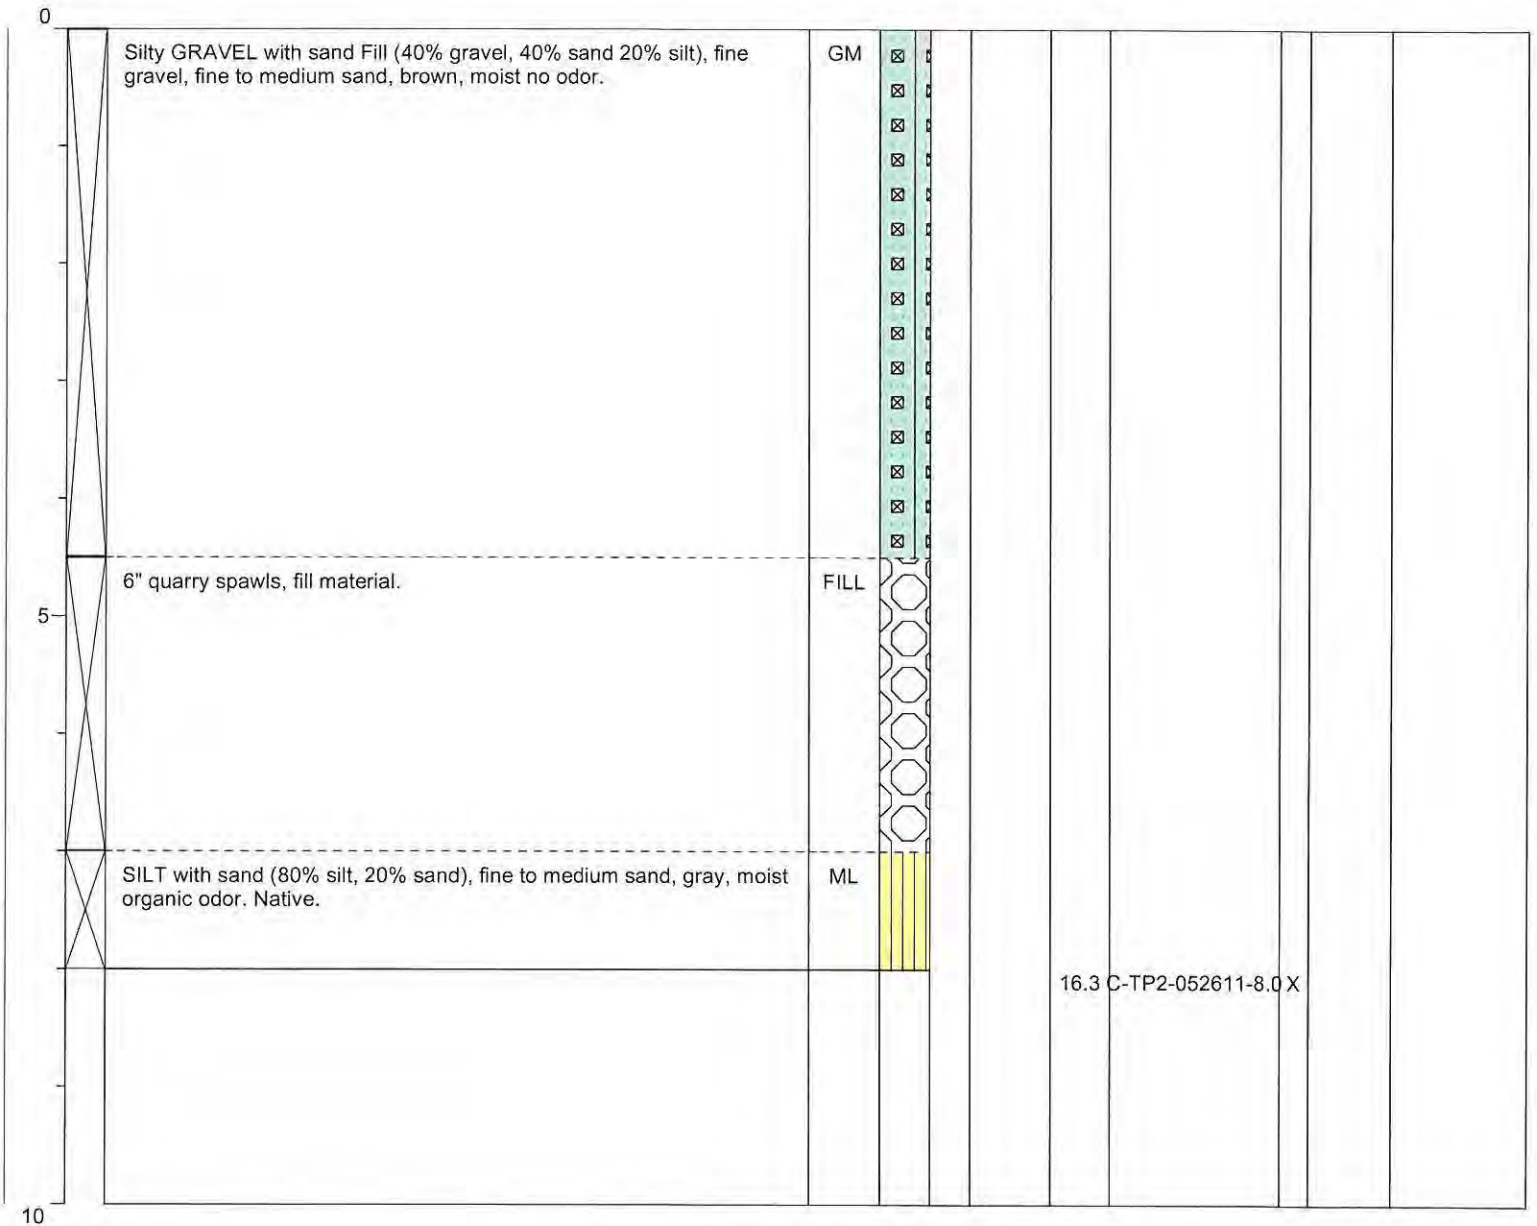 0
Silty GRAVEL with sand Fill (40% gravel, 40% sand 20% silt), fine
gravel, fine to medium sand, brown, moist no odor.
GM
6" quarry spawls, fill material.
FILL
5
SILT with sand (80% silt, 20% sand), fine to medium sand, gray, moist
organic odor. Native.
ML
16.3 C-TP2-052611-8.0 X
10